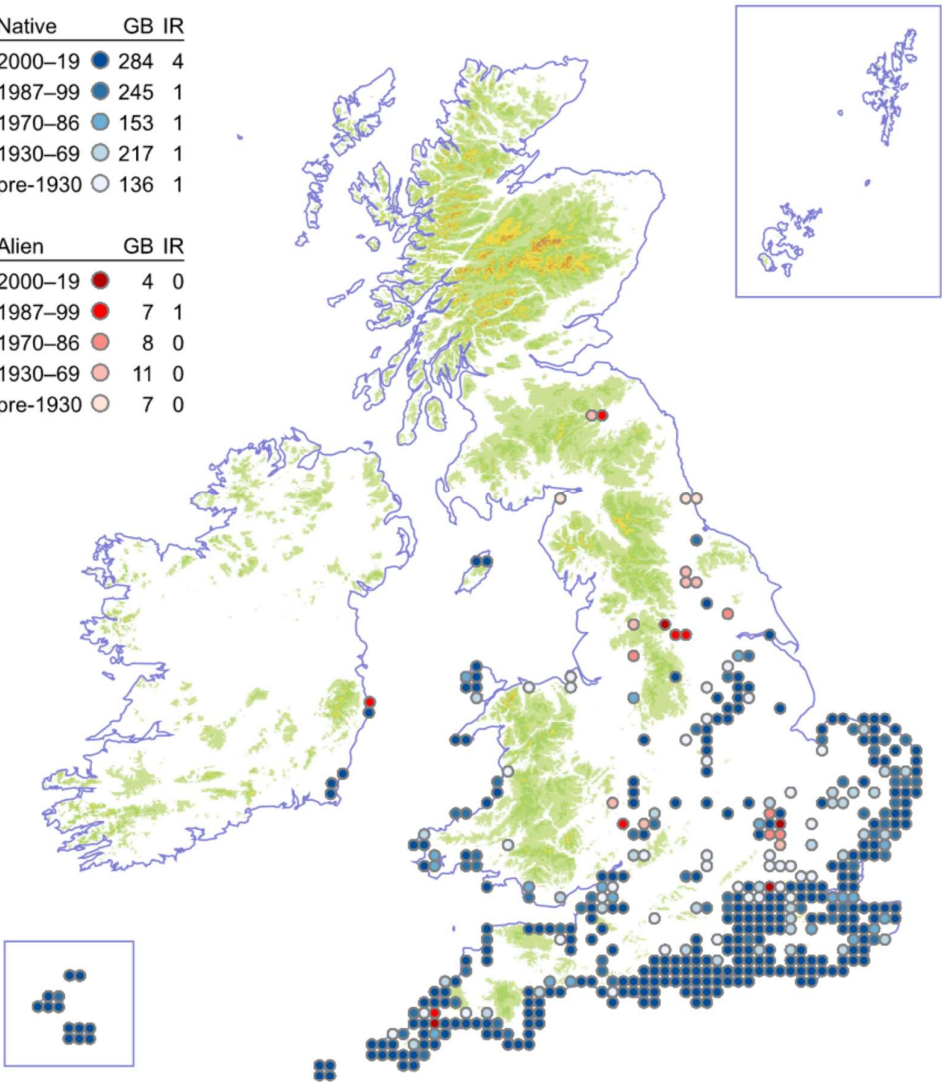 Native GB IR
2000–19 284 4
1987–99 245 1
1970–86 153 1
1930–69 217 1
pre-1930 136 1
Alien GB IR
2000–19 4 0
1987–99 7 1
1970–86 8 0
1930–69 11 0
pre-1930 7 0